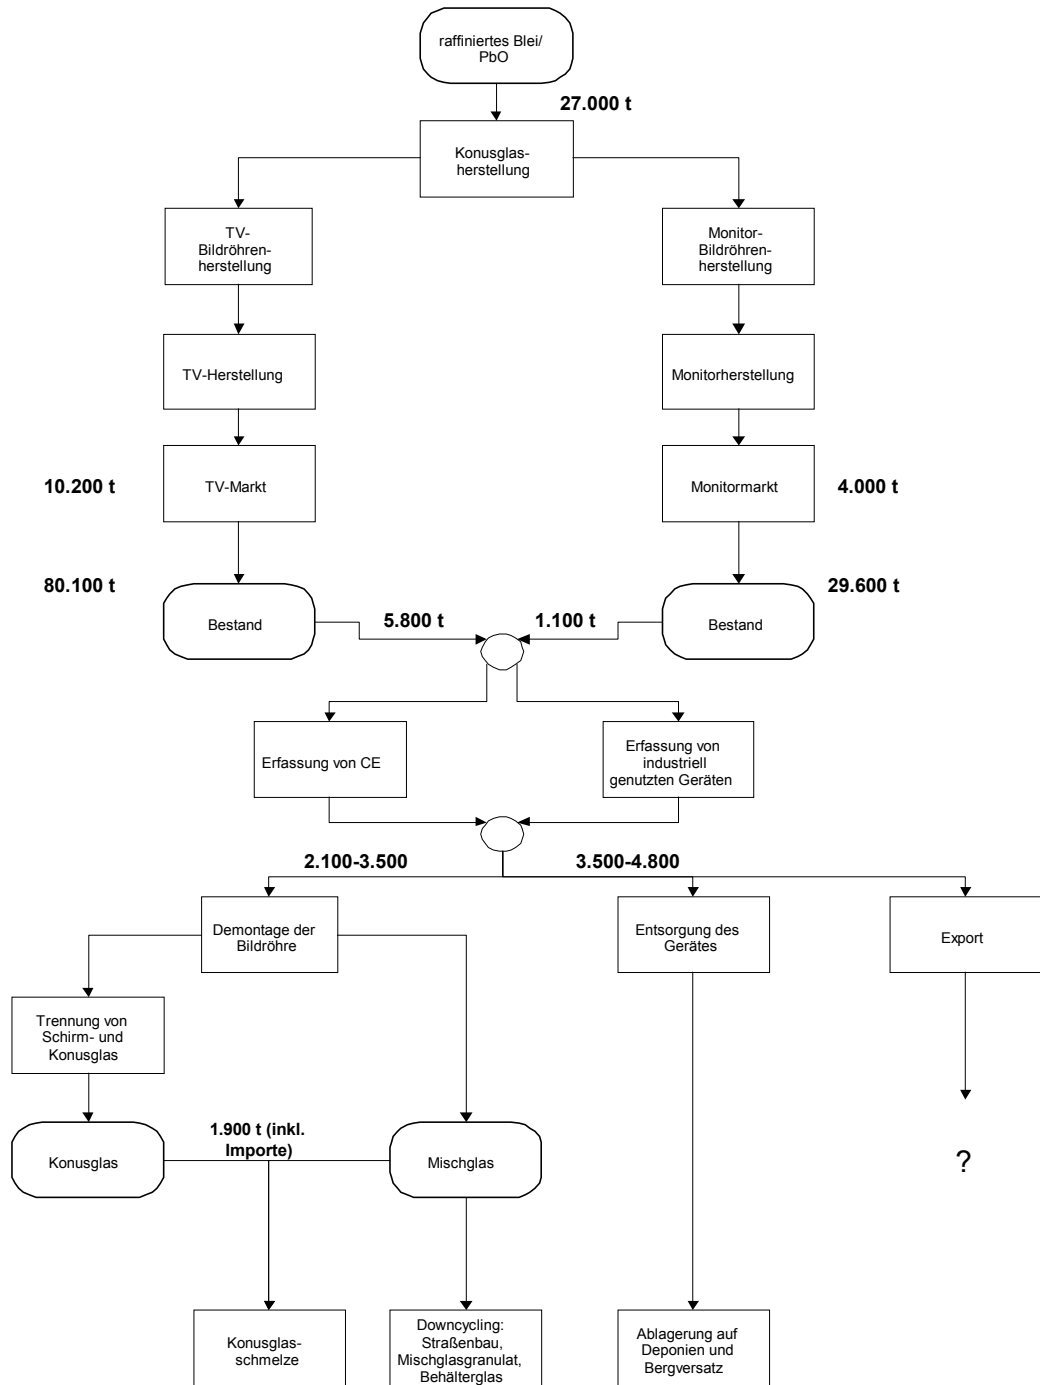 raffiniertes Blei/
PbO
27.000 t
Konusglas-
herstellung
TV-
Bildröhren-
herstellung
Monitor-
Bildröhren-
herstellung
TV-Herstellung
Monitorherstellung
10.200 t
TV-Markt
Monitormarkt
4.000 t
80.100 t
29.600 t
Bestand
5.800 t
1.100 t
Bestand
Erfassung von CE
Erfassung von
industriell
genutzten Geräten
2.100-3.500
3.500-4.800
Demontage der
Bildröhre
Entsorgung des
Gerätes
Export
Trennung von
Schirm- und
Konusglas
1.900 t (inkl.
Importe)
Konusglas
Mischglas
?
Konusglas-
schmelze
Downcycling:
Straßenbau,
Mischglasgranulat,
Behälterglas
Ablagerung auf
Deponien und
Bergversatz